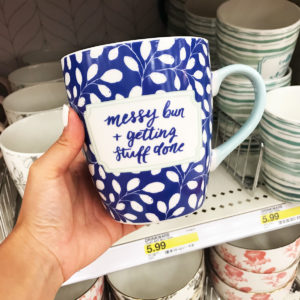 messy bun
+ getting
stuff done
5.99
5.99